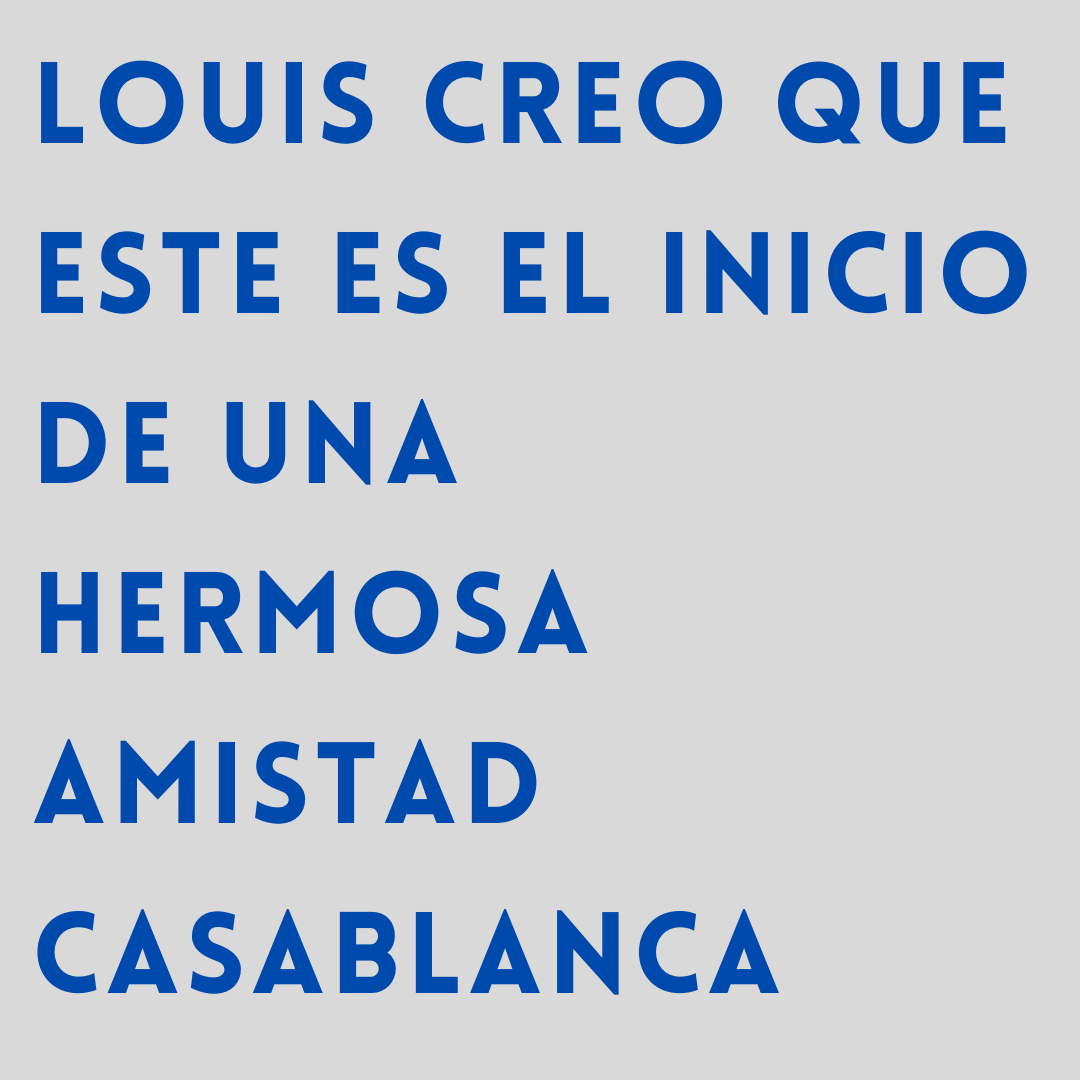 LOUIS CREO QUE
ESTE ES EL INICIO
DE UNA
HERMOSA
AMISTAD
CASABLANCA